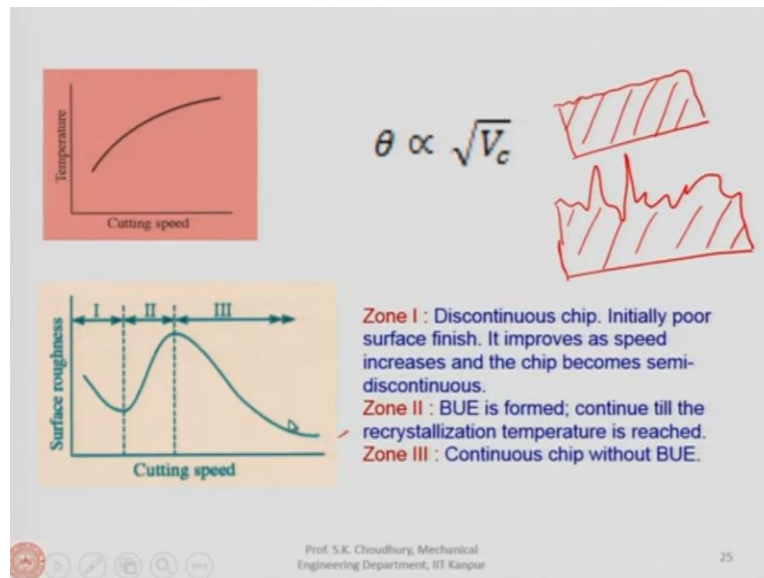 Temperature
Cutting speed
θ ∝ √V_c
I II III
Surface roughness
Cutting speed
Zone I : Discontinuous chip. Initially poor
surface finish. It improves as speed
increases and the chip becomes semi-
discontinuous.
Zone II : BUE is formed; continue till the
recrystallization temperature is reached.
Zone III : Continuous chip without BUE.
Prof. S.K. Choudhury, Mechanical
Engineering Department, IIT Kanpur
25